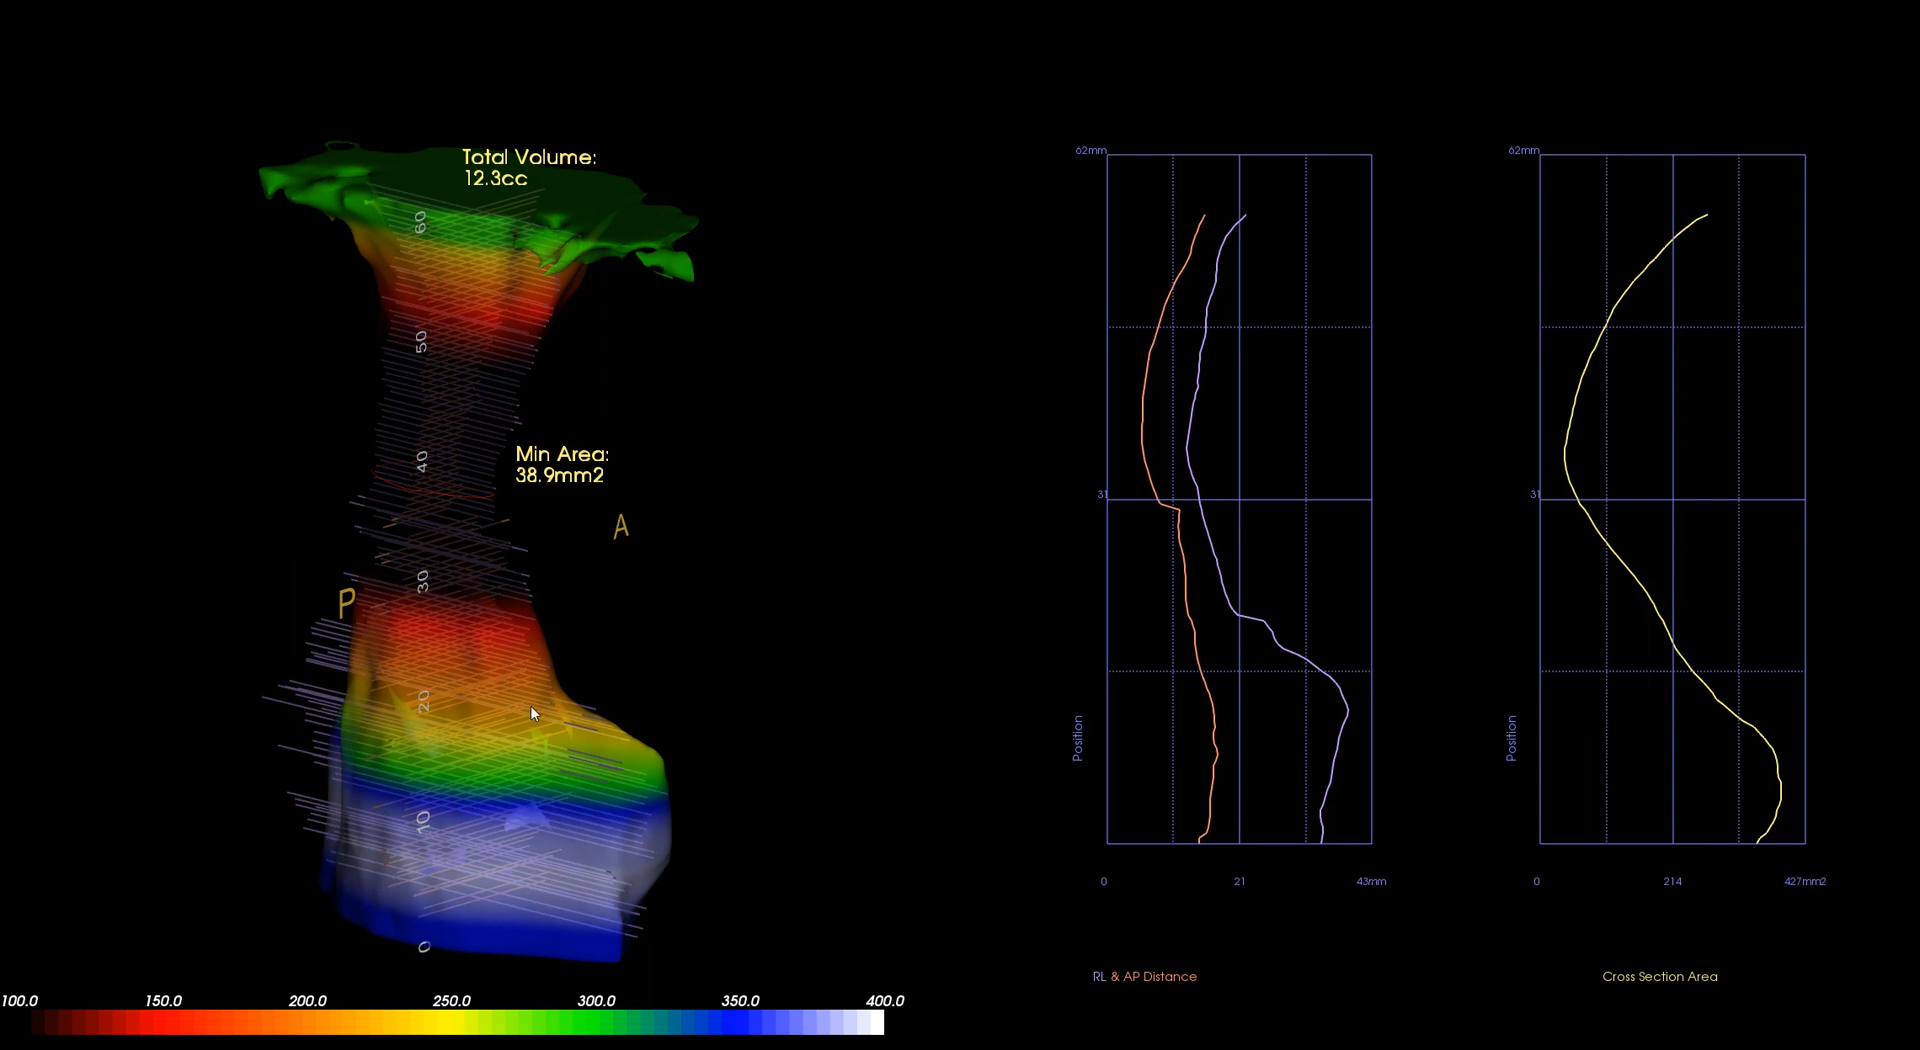 Total Volume:
12.3cc
60
50
Min Area:
38.9mm2
40
A
30
P
20
10
0
100.0 150.0 200.0 250.0 300.0 350.0 400.0
62mm
31
Position
0 21 43mm
RL & AP Distance
62mm
31
Position
0 214 427mm2
Cross Section Area